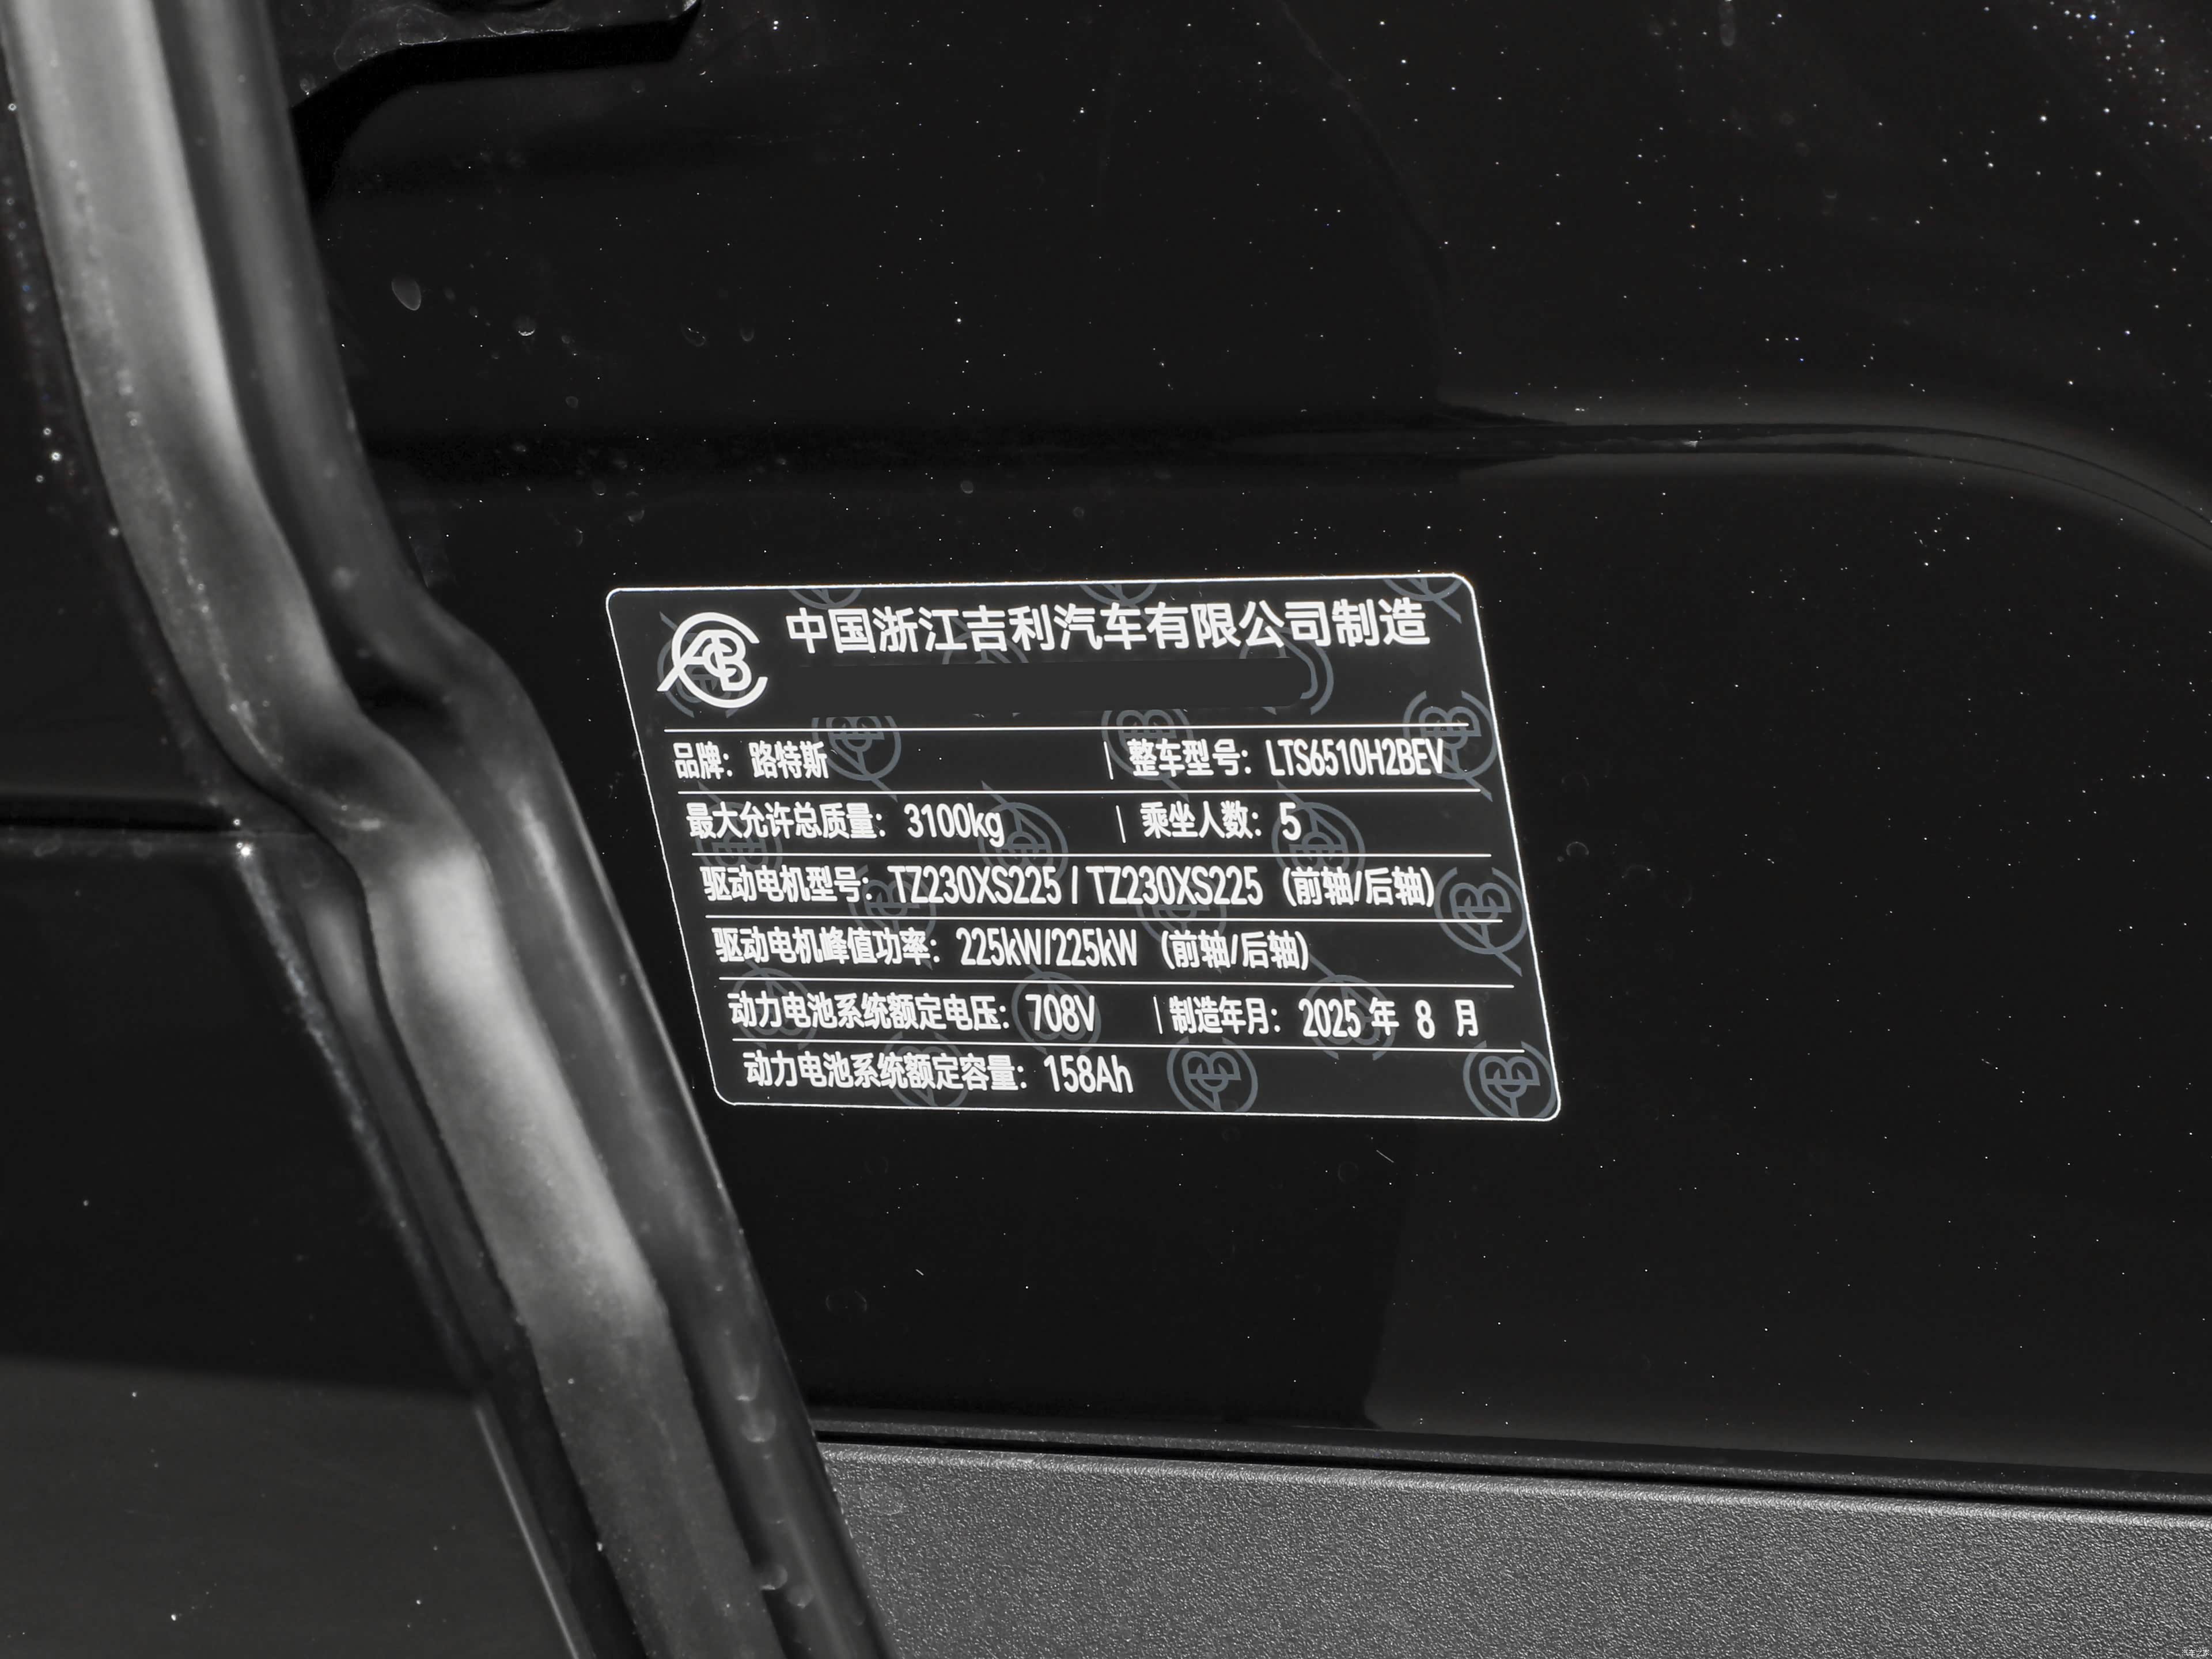 中国浙江吉利汽车有限公司制造
品牌：路特斯 | 整车型号：LTS6510H2BEV
最大允许总质量：3100kg | 乘坐人数：5
驱动电机型号：TZ230XS225 / TZ230XS225（前轴/后轴）
驱动电机峰值功率：225kW/225kW（前轴/后轴）
动力电池系统额定电压：708V | 制造年月：2025 年 8 月
动力电池系统额定容量：158Ah